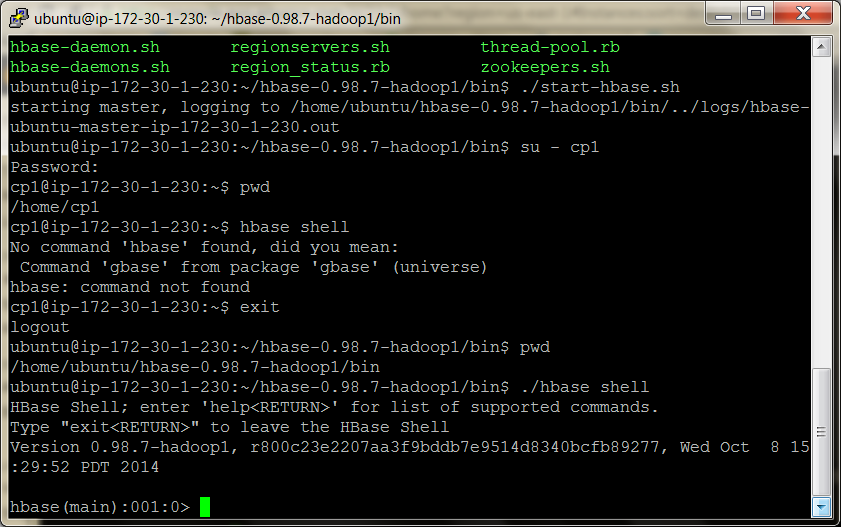 ubuntu@ip-172-30-1-230: ~/hbase-0.98.7-hadoop1/bin
hbase-daemon.sh       regionservers.sh         thread-pool.rb
hbase-daemons.sh      region_status.rb         zookeepers.sh
ubuntu@ip-172-30-1-230:~/hbase-0.98.7-hadoop1/bin$ ./start-hbase.sh
starting master, logging to /home/ubuntu/hbase-0.98.7-hadoop1/bin/../logs/hbase-
ubuntu-master-ip-172-30-1-230.out
ubuntu@ip-172-30-1-230:~/hbase-0.98.7-hadoop1/bin$ su - cp1
Password:
cp1@ip-172-30-1-230:~$ pwd
/home/cp1
cp1@ip-172-30-1-230:~$ hbase shell
No command 'hbase' found, did you mean:
 Command 'gbase' from package 'gbase' (universe)
hbase: command not found
cp1@ip-172-30-1-230:~$ exit
logout
ubuntu@ip-172-30-1-230:~/hbase-0.98.7-hadoop1/bin$ pwd
/home/ubuntu/hbase-0.98.7-hadoop1/bin
ubuntu@ip-172-30-1-230:~/hbase-0.98.7-hadoop1/bin$ ./hbase shell
HBase Shell; enter 'help<RETURN>' for list of supported commands.
Type "exit<RETURN>" to leave the HBase Shell
Version 0.98.7-hadoop1, r800c23e2207aa3f9bddb7e9514d8340bcfb89277, Wed Oct  8 15
:29:52 PDT 2014

hbase(main):001:0>